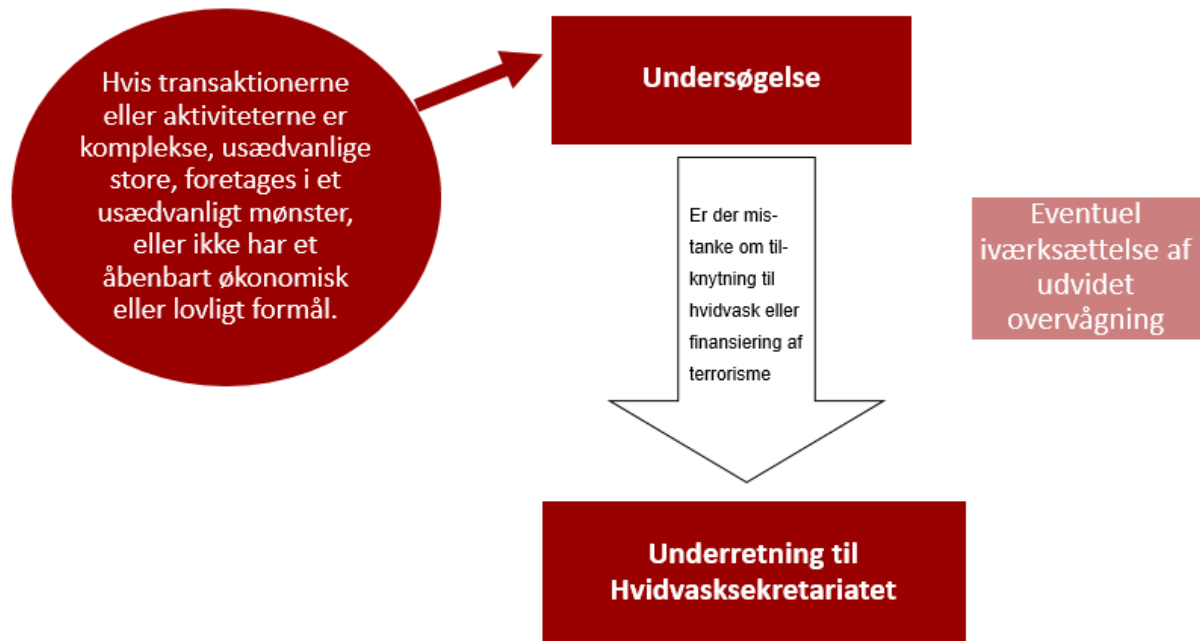 Hvis transaktionerne
eller aktiviteterne er
komplekse, usædvanlige
store, foretages i et
usædvanligt mønster,
eller ikke har et
åbenbart økonomisk
eller lovligt formål.
Undersøgelse
Er der mis-
tanke om til-
knytning til
hvidvask eller
finansiering af
terrorisme
Eventuel
iværksættelse af
udvidet
overvågning
Underretning til
Hvidvasksekretariatet